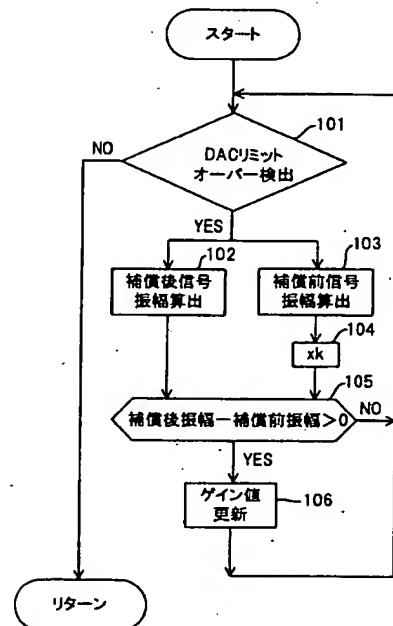 スタート
101
NO
DACリミット
オーバー検出
YES
102
103
補償後信号
振幅算出
補償前信号
振幅算出
104
xk
105
補償後振幅－補償前振幅＞0
NO
YES
ゲイン値
更新
106
リターン